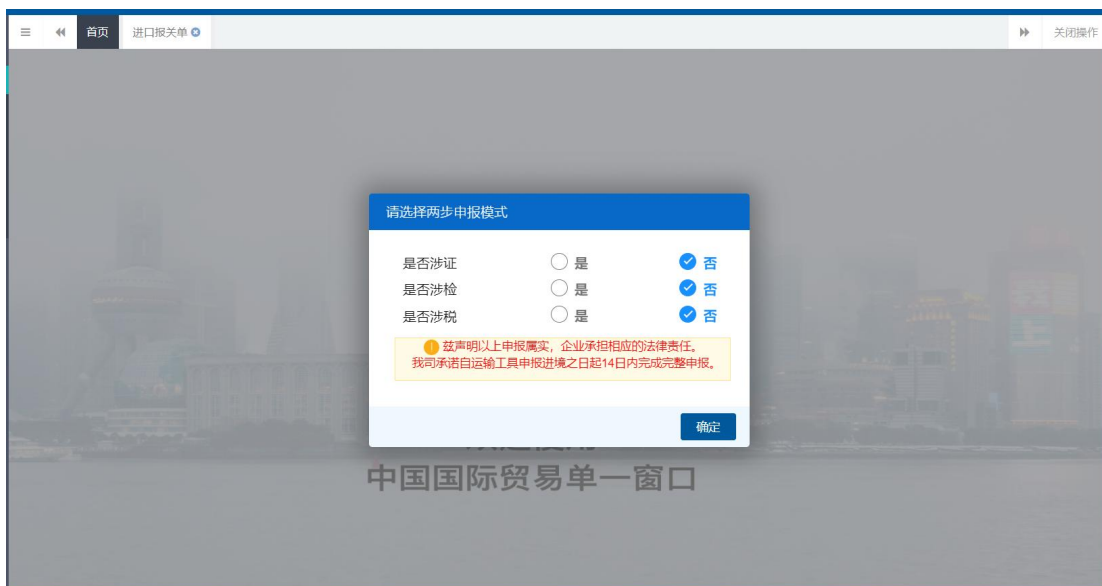 首页
进口报关单
关闭操作
请选择两步申报模式
是否涉证 是 否
是否涉检 是 否
是否涉税 是 否
兹声明以上申报属实，企业承担相应的法律责任。
我司承诺自运输工具申报进境之日起14日内完成完整申报。
确定
中国国际贸易单一窗口